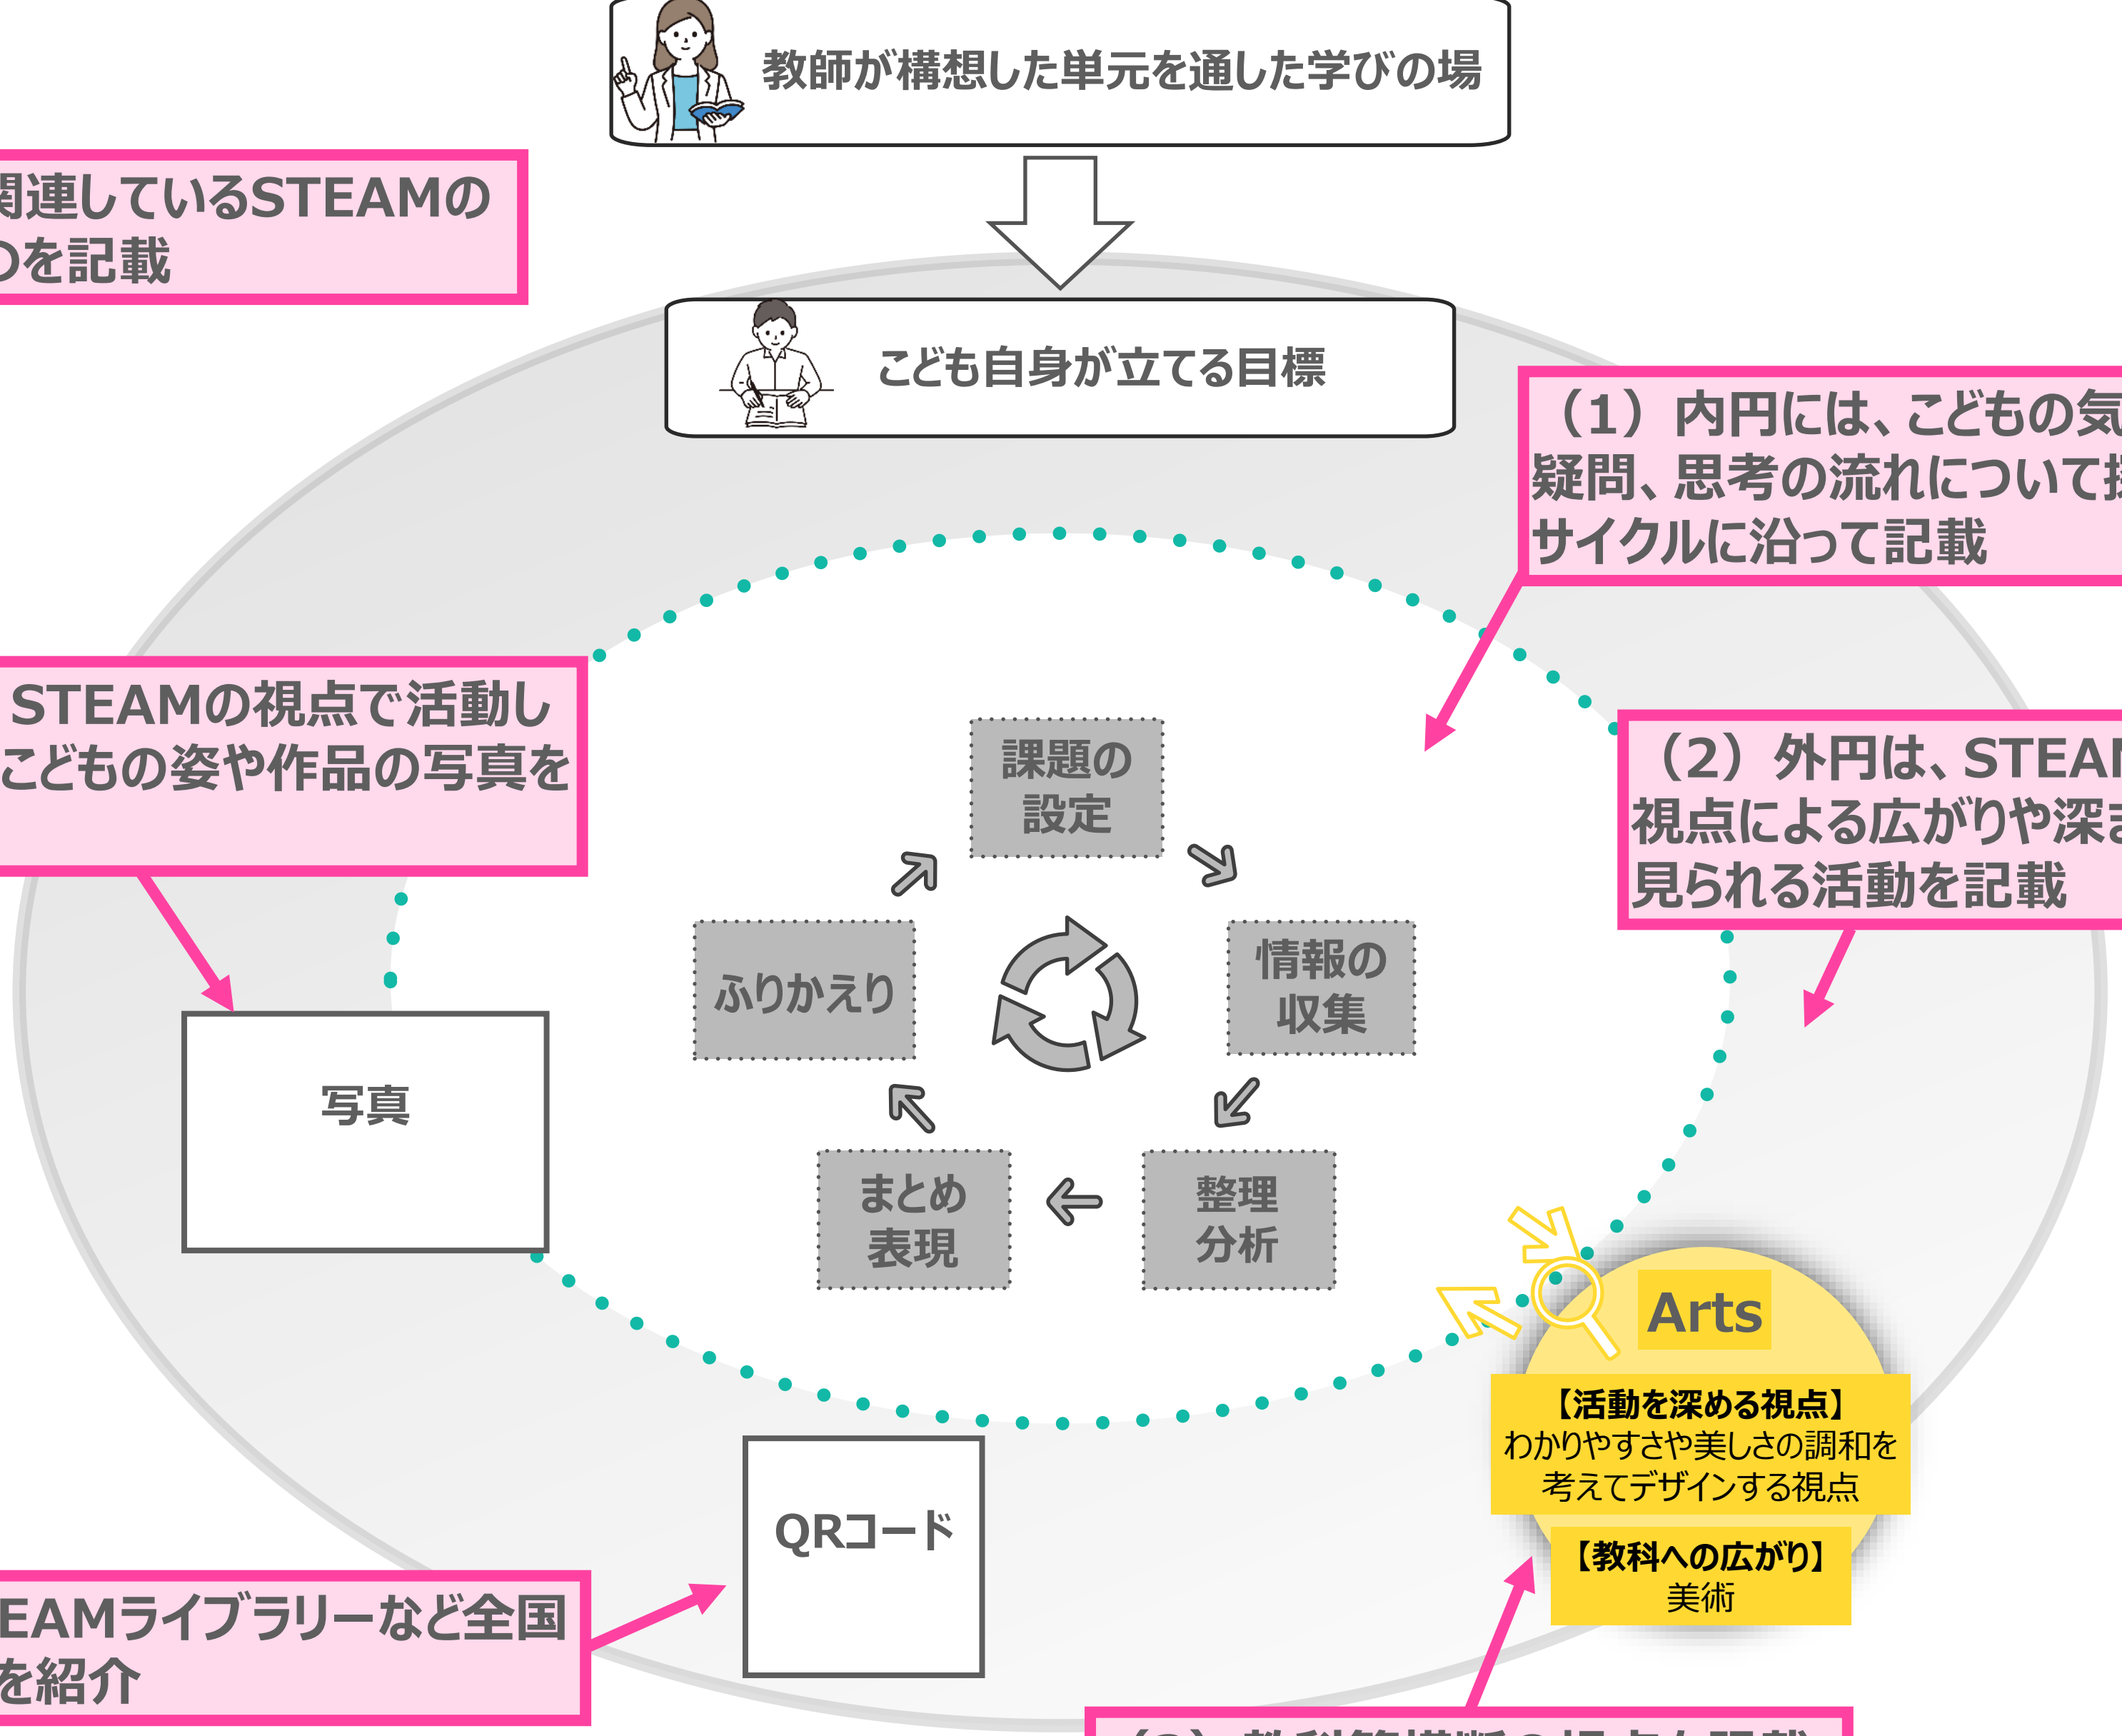 教師が構想した単元を通した学びの場
関連しているSTEAMの
のを記載
こども自身が立てる目標
（1）内円には、こどもの気
疑問、思考の流れについて探
サイクルに沿って記載
STEAMの視点で活動し
こどもの姿や作品の写真を
（2）外円は、STEAM
視点による広がりや深ま
見られる活動を記載
課題の
設定
ふりかえり
情報の
収集
写真
まとめ
表現
整理
分析
Arts
【活動を深める視点】
わかりやすさや美しさの調和を
考えてデザインする視点
【教科への広がり】
美術
QRコード
EAMライブラリーなど全国
を紹介